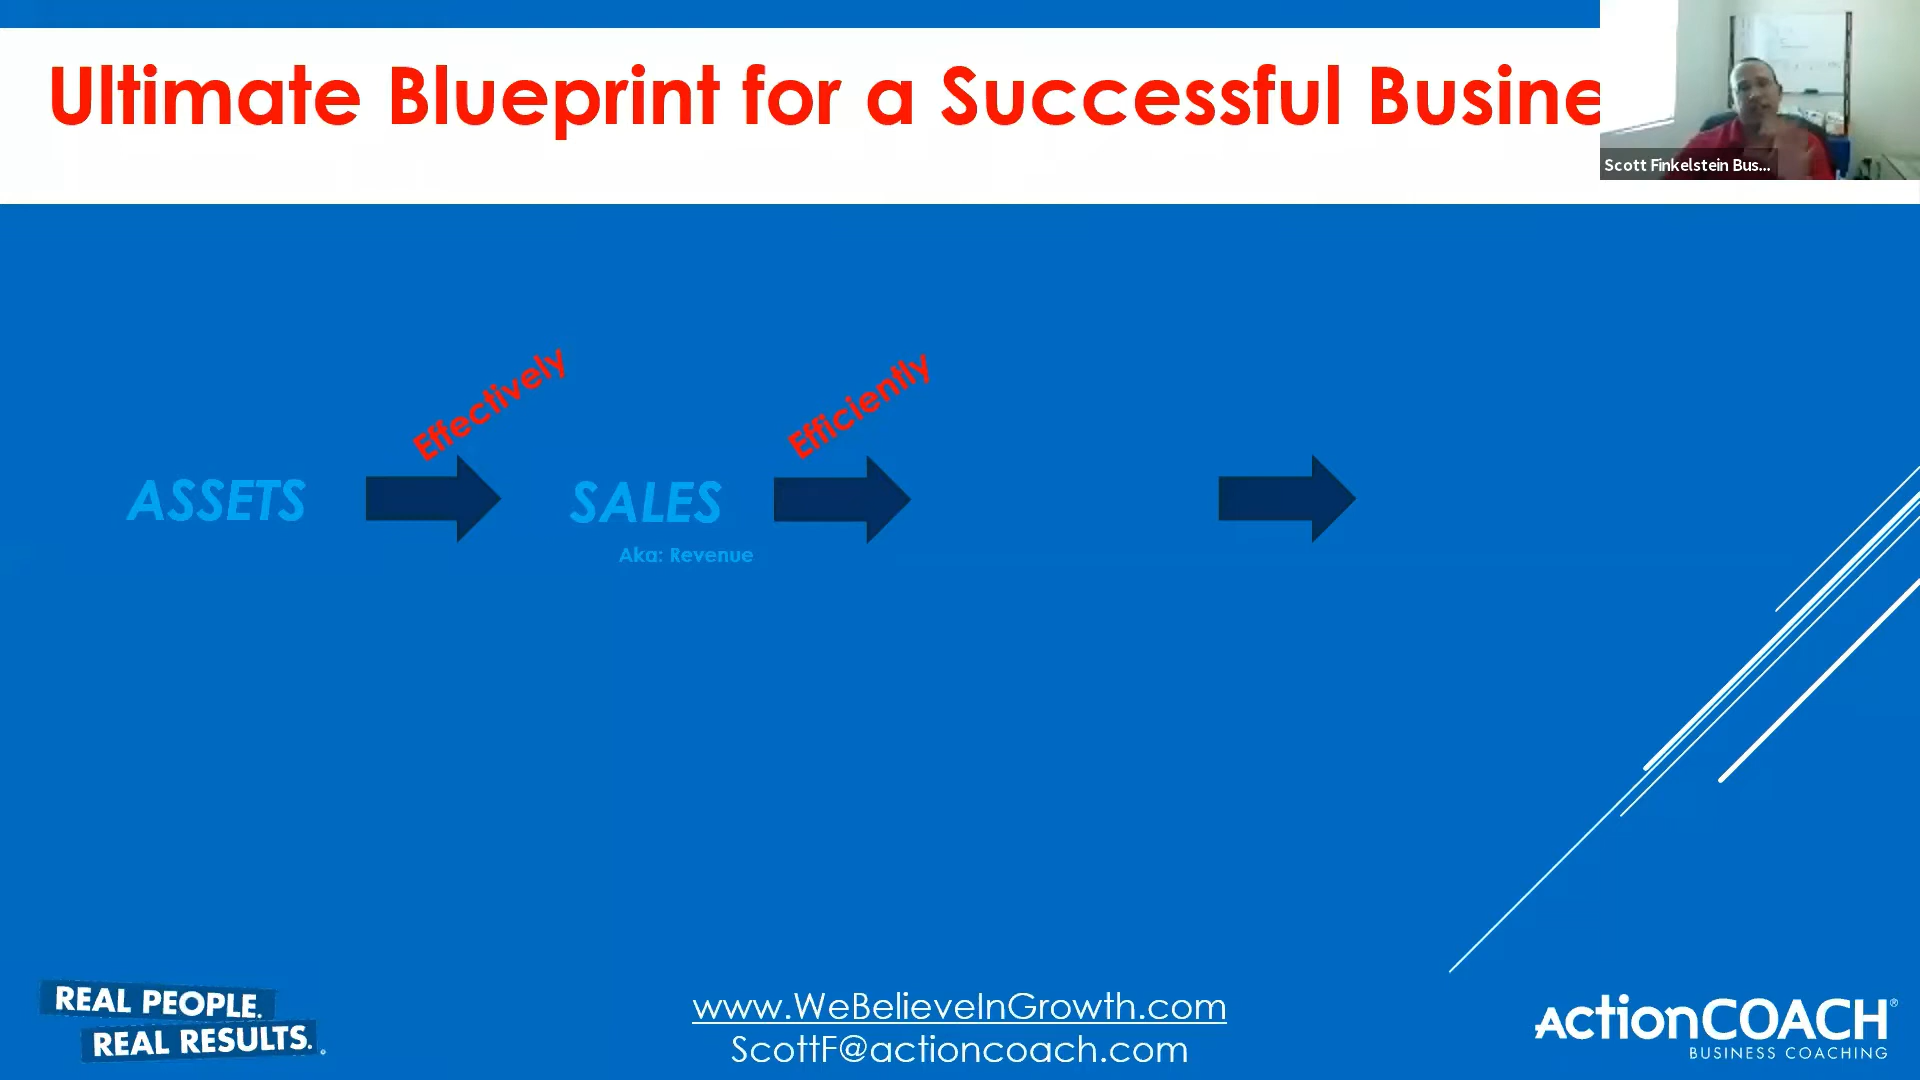 Ultimate Blueprint for a Successful Busine
Scott Finkelstein Bus...
Effectively
Efficiently
ASSETS
SALES
Aka: Revenue
REAL PEOPLE.
REAL RESULTS.
www.WeBelieveInGrowth.com
ScottF@actioncoach.com
ActionCOACH®
BUSINESS COACHING